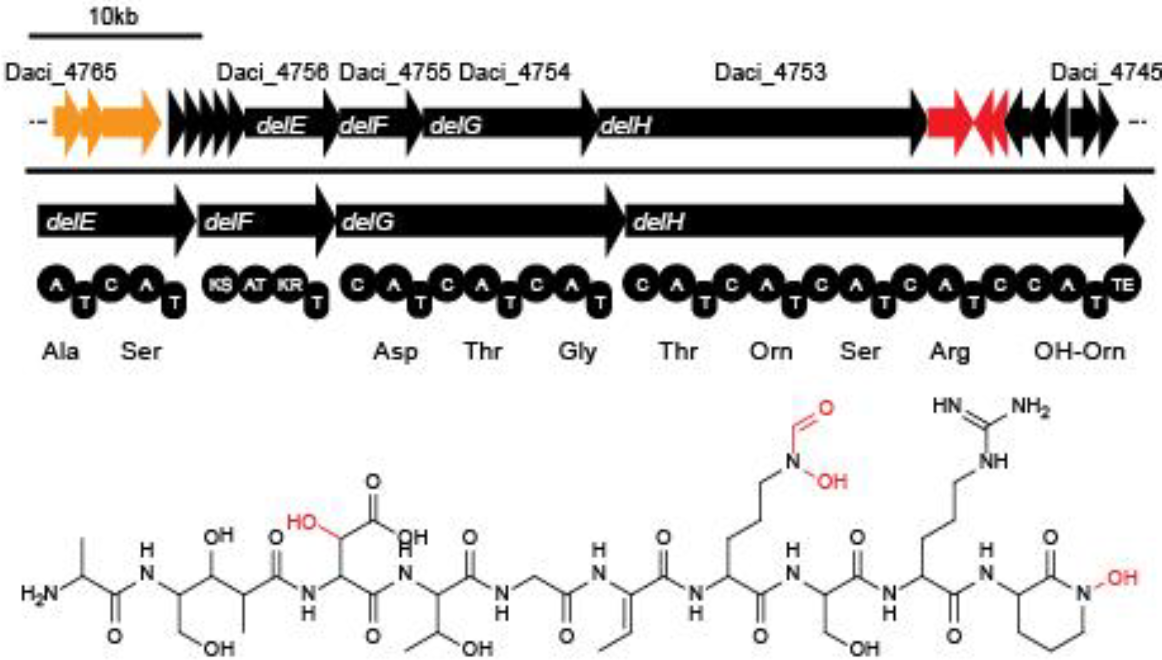 10kb
Daci_4765 Daci_4756 Daci_4755 Daci_4754 Daci_4753 Daci_4745
delE delF delG delH
delE delF delG delH
A T C A T KS AT KR T C A T C A T C A T C A T C A T C A T C A T C C A T TE
Ala Ser Asp Thr Gly Thr Orn Ser Arg OH-Orn
O HN NH2
N OH NH
O
HO OH
OH O H O H O H O H O
H2N N N N N N N N N N N OH
H H H H H
O O O O O O
OH OH OH